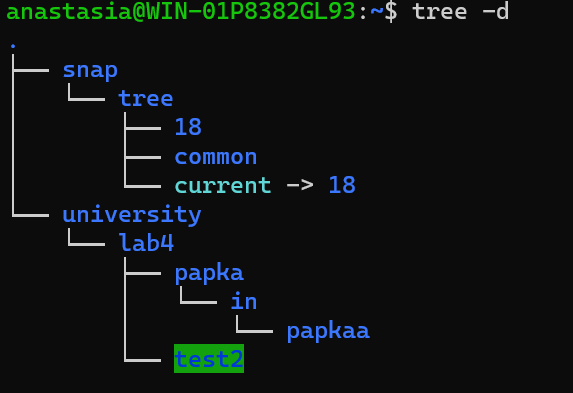 anastasia@WIN-01P8382GL93:~$ tree -d
.
├── snap
│   └── tree
│       ├── 18
│       ├── common
│       └── current -> 18
└── university
    └── lab4
        ├── papka
        │   └── in
        │       └── papkaa
        └── test2